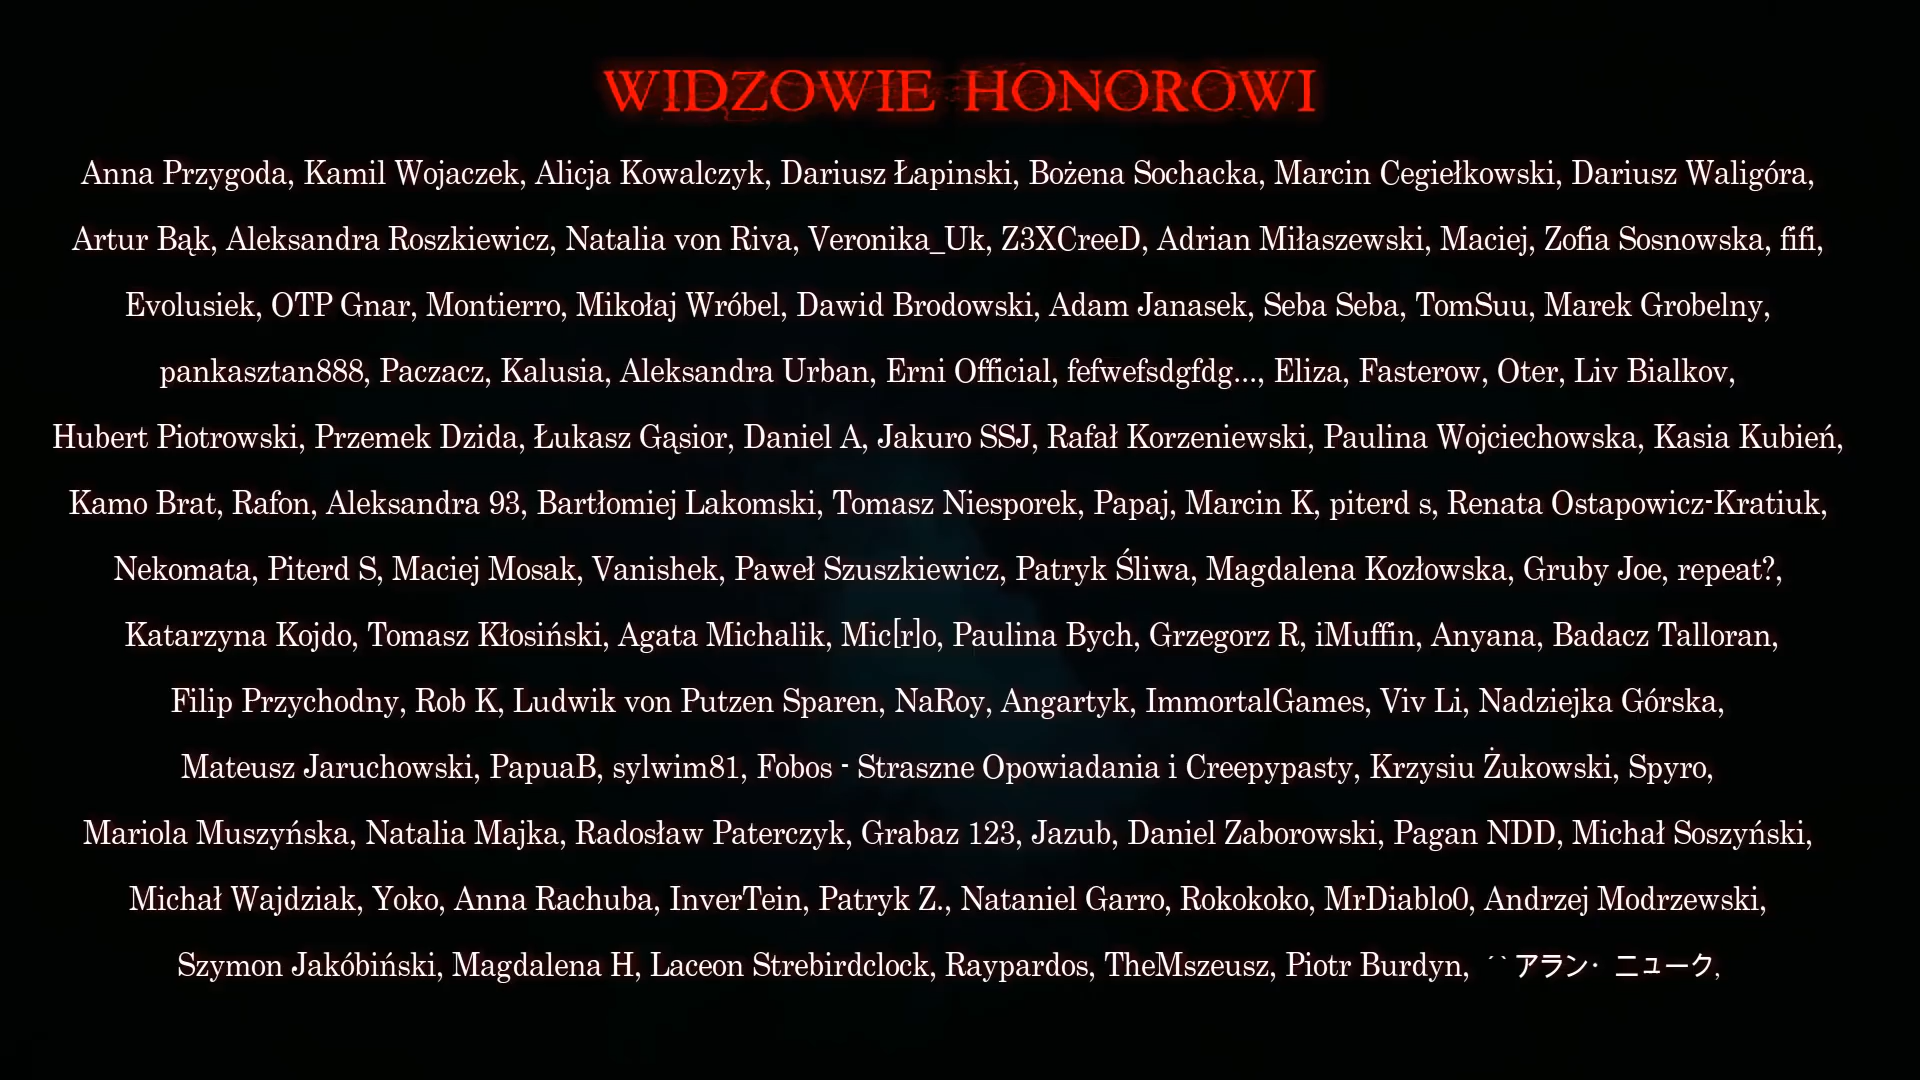 WIDZOWIE HONOROWI
Anna Przygoda, Kamil Wojaczek, Alicja Kowalczyk, Dariusz Łapinski, Bożena Sochacka, Marcin Cegiełkowski, Dariusz Waligóra,
Artur Bąk, Aleksandra Roszkiewicz, Natalia von Riva, Veronika_Uk, Z3XCreeD, Adrian Miłaszewski, Maciej, Zofia Sosnowska, fifi,
Evolusiek, OTP Gnar, Montierro, Mikołaj Wróbel, Dawid Brodowski, Adam Janasek, Seba Seba, TomSuu, Marek Grobelny,
pankasztan888, Paczacz, Kalusia, Aleksandra Urban, Erni Official, fefwefsdgfdg..., Eliza, Fasterow, Oter, Liv Bialkov,
Hubert Piotrowski, Przemek Dzida, Łukasz Gąsior, Daniel A, Jakuro SSJ, Rafał Korzeniewski, Paulina Wojciechowska, Kasia Kubień,
Kamo Brat, Rafon, Aleksandra 93, Bartłomiej Lakomski, Tomasz Niesporek, Papaj, Marcin K, piterd s, Renata Ostapowicz-Kratiuk,
Nekomata, Piterd S, Maciej Mosak, Vanishek, Paweł Szuszkiewicz, Patryk Śliwa, Magdalena Kozłowska, Gruby Joe, repeat?,
Katarzyna Kojdo, Tomasz Kłosiński, Agata Michalik, Mic[r]o, Paulina Bych, Grzegorz R, iMuffin, Anyana, Badacz Talloran,
Filip Przychodny, Rob K, Ludwik von Putzen Sparen, NaRoy, Angartyk, ImmortalGames, Viv Li, Nadziejka Górska,
Mateusz Jaruchowski, PapuaB, sylwim81, Fobos - Straszne Opowiadania i Creepypasty, Krzysiu Żukowski, Spyro,
Mariola Muszyńska, Natalia Majka, Radosław Paterczyk, Grabaz 123, Jazub, Daniel Zaborowski, Pagan NDD, Michał Soszyński,
Michał Wajdziak, Yoko, Anna Rachuba, InverTein, Patryk Z., Nataniel Garro, Rokokoko, MrDiablo0, Andrzej Modrzewski,
Szymon Jakóbiński, Magdalena H, Laceon Strebirdclock, Raypardos, TheMszeusz, Piotr Burdyn, ´`アラン・ニューク,